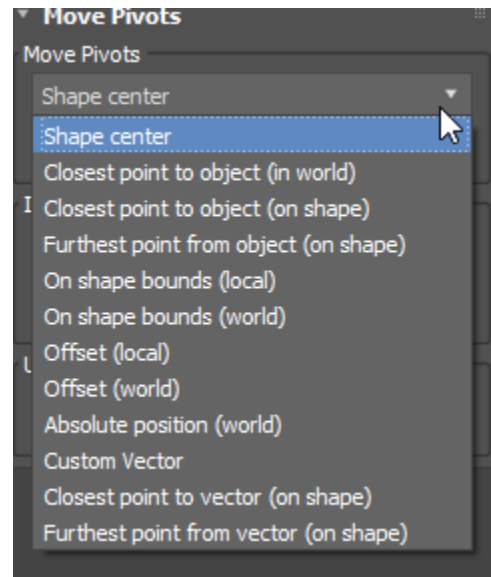 Move Pivots
Move Pivots
Shape center
Shape center
Closest point to object (in world)
Closest point to object (on shape)
Furthest point from object (on shape)
On shape bounds (local)
On shape bounds (world)
Offset (local)
Offset (world)
Absolute position (world)
Custom Vector
Closest point to vector (on shape)
Furthest point from vector (on shape)